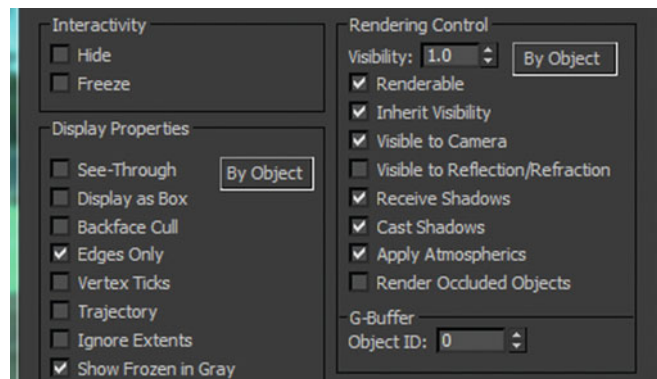 Interactivity
Hide
Freeze
Display Properties
See-Through
By Object
Display as Box
Backface Cull
Edges Only
Vertex Ticks
Trajectory
Ignore Extents
Show Frozen in Gray
Rendering Control
Visibility: 1.0
By Object
Renderable
Inherit Visibility
Visible to Camera
Visible to Reflection/Refraction
Receive Shadows
Cast Shadows
Apply Atmospherics
Render Occluded Objects
G-Buffer
Object ID: 0